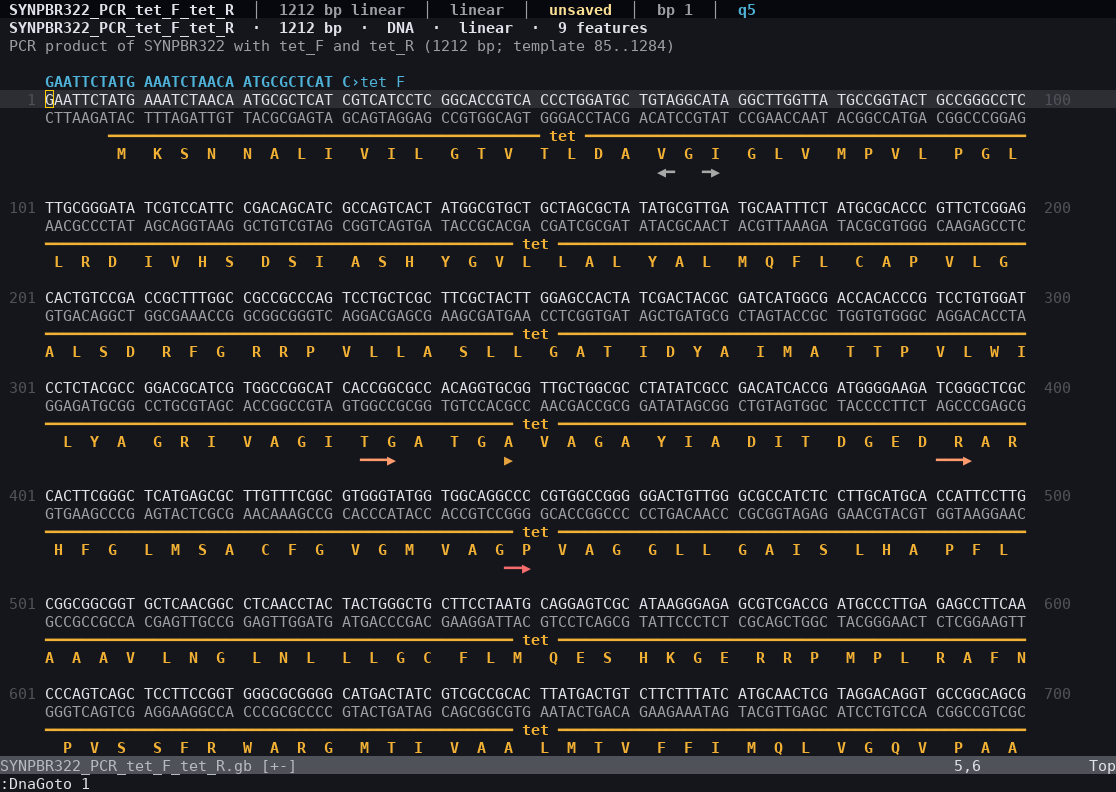 SYNPBR322_PCR_tet_F_tet_R │ 1212 bp linear │ linear │ unsaved │ bp 1 │ q5
SYNPBR322_PCR_tet_F_tet_R · 1212 bp · DNA · linear · 9 features
PCR product of SYNPBR322 with tet_F and tet_R (1212 bp; template 85..1284)
GAATTCTATG AAATCTAACA ATGCGCTCAT C›tet F
1 GAATTCTATG AAATCTAACA ATGCGCTCAT CGTCATCCTC GGCACCGTCA CCCTGGATGC TGTAGGCATA GGCTTGGTTA TGCCGGTACT GCCGGGCCTC 100
CTTAAGATAC TTTAGATTGT TACGCGAGTA GCAGTAGGAG CCGTGGCAGT GGGACCTACG ACATCCGTAT CCGAACCAAT ACGGCCATGA CGGCCCGGAG
tet
M K S N N A L I V I L G T V T L D A V G I G L V M P V L P G L
101 TTGCGGGATA TCGTCCATTC CGACAGCATC GCCAGTCACT ATGGCGTGCT GCTAGCGCTA TATGCGTTGA TGCAATTTCT ATGCGCACCC GTTCTCGGAG 200
AACGCCCTAT AGCAGGTAAG GCTGTCGTAG CGGTCAGTGA TACCGCACGA CGATCGCGAT ATACGCAACT ACGTTAAAGA TACGCGTGGG CAAGAGCCTC
tet
L R D I V H S D S I A S H Y G V L L A L Y A L M Q F L C A P V L G
201 CACTGTCCGA CCGCTTTGGC CGCCGCCCAG TCCTGCTCGC TTCGCTACTT GGAGCCACTA TCGACTACGC GATCATGGCG ACCACACCCG TCCTGTGGAT 300
GTGACAGGCT GGCGAAACCG GCGGCGGGTC AGGACGAGCG AAGCGATGAA CCTCGGTGAT AGCTGATGCG CTAGTACCGC TGGTGTGGGC AGGACACCTA
tet
A L S D R F G R R P V L L A S L L G A T I D Y A I M A T T P V L W I
301 CCTCTACGCC GGACGCATCG TGGCCGGCAT CACCGGCGCC ACAGGTGCGG TTGCTGGCGC CTATATCGCC GACATCACCG ATGGGGAAGA TCGGGCTCGC 400
GGAGATGCGG CCTGCGTAGC ACCGGCCGTA GTGGCCGCGG TGTCCACGCC AACGACCGCG GATATAGCGG CTGTAGTGGC TACCCCTTCT AGCCCGAGCG
tet
L Y A G R I V A G I T G A T G A V A G A Y I A D I T D G E D R A R
401 CACTTCGGGC TCATGAGCGC TTGTTTCGGC GTGGGTATGG TGGCAGGCCC CGTGGCCGGG GGACTGTTGG GCGCCATCTC CTTGCATGCA CCATTCCTTG 500
GTGAAGCCCG AGTACTCGCG AACAAAGCCG CACCCATACC ACCGTCCGGG GCACCGGCCC CCTGACAACC CGCGGTAGAG GAACGTACGT GGTAAGGAAC
tet
H F G L M S A C F G V G M V A G P V A G G L L G A I S L H A P F L
501 CGGCGGCGGT GCTCAACGGC CTCAACCTAC TACTGGGCTG CTTCCTAATG CAGGAGTCGC ATAAGGGAGA GCGTCGACCG ATGCCCTTGA GAGCCTTCAA 600
GCCGCCGCCA CGAGTTGCCG GAGTTGGATG ATGACCCGAC GAAGGATTAC GTCCTCAGCG TATTCCCTCT CGCAGCTGGC TACGGGAACT CTCGGAAGTT
tet
A A A V L N G L N L L L G C F L M Q E S H K G E R R P M P L R A F N
601 CCCAGTCAGC TCCTTCCGGT GGGCGCGGGG CATGACTATC GTCGCCGCAC TTATGACTGT CTTCTTTATC ATGCAACTCG TAGGACAGGT GCCGGCAGCG 700
GGGTCAGTCG AGGAAGGCCA CCCGCGCCCC GTACTGATAG CAGCGGCGTG AATACTGACA GAAGAAATAG TACGTTGAGC ATCCTGTCCA CGGCCGTCGC
tet
P V S S F R W A R G M T I V A A L M T V F F I M Q L V G Q V P A A
SYNPBR322_PCR_tet_F_tet_R.gb [+-] 5,6 Top
:DnaGoto 1